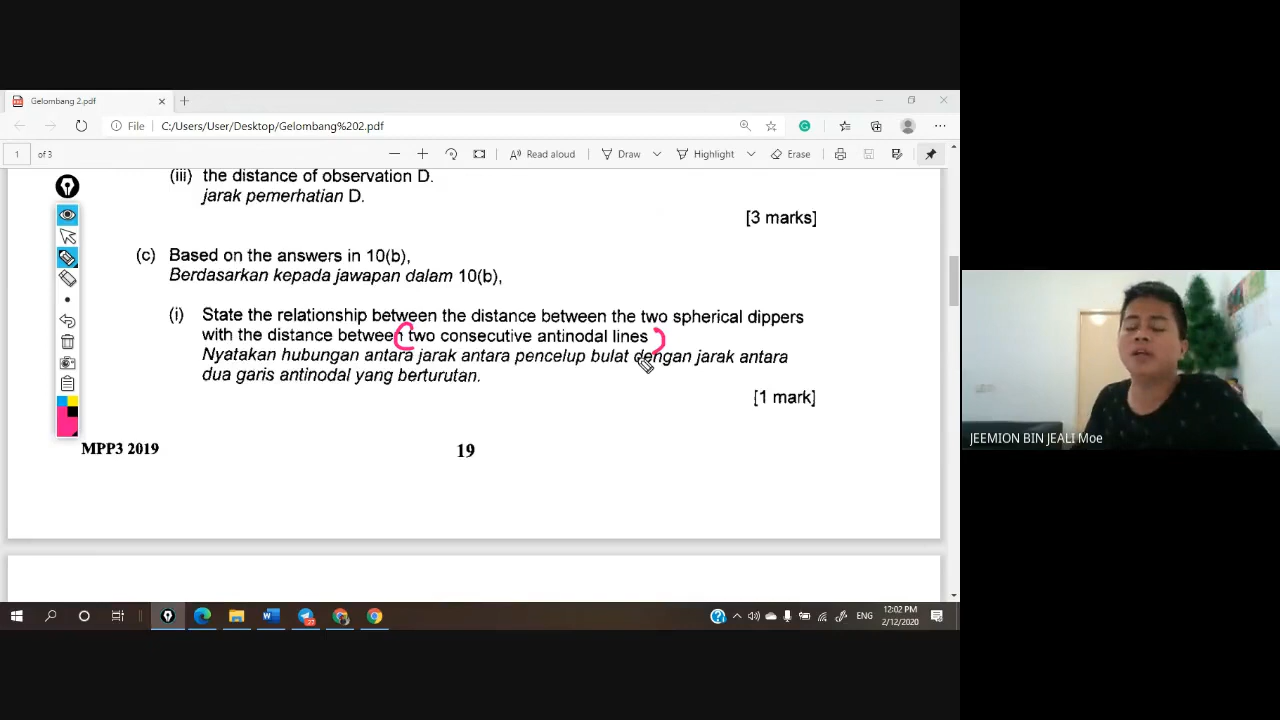 Gelombang 2.pdf
File
C:/Users/User/Desktop/Gelombang%202.pdf
1 of 3
Read aloud
Draw
Highlight
Erase
(iii) the distance of observation D.
jarak pemerhatian D.
[3 marks]
(c) Based on the answers in 10(b),
Berdasarkan kepada jawapan dalam 10(b),
(i) State the relationship between the distance between the two spherical dippers
with the distance between two consecutive antinodal lines
Nyatakan hubungan antara jarak antara pencelup bulat dengan jarak antara
dua garis antinodal yang berturutan.
[1 mark]
MPP3 2019
19
JEEMION BIN JEALI Moe
ENG
12:02 PM
2/12/2020